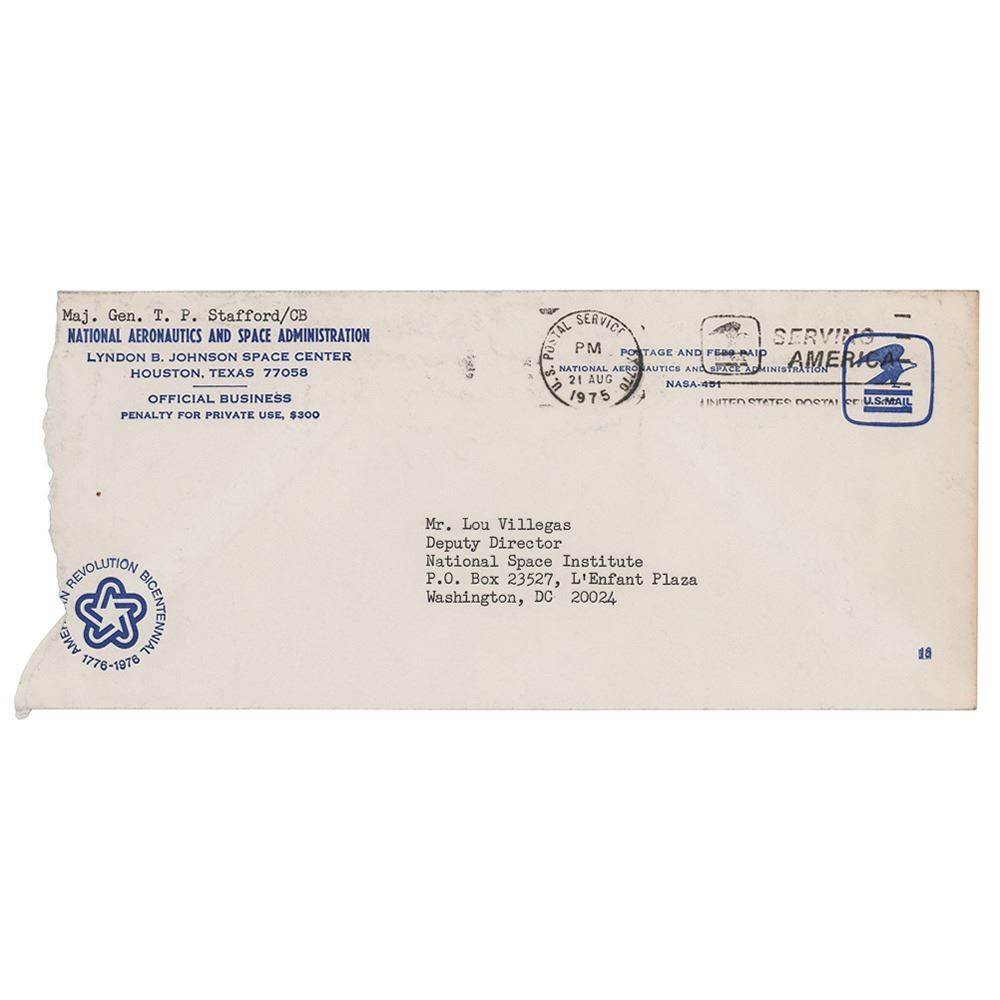 Maj. Gen. T. P. Stafford/CB
NATIONAL AERONAUTICS AND SPACE ADMINISTRATION
LYNDON B. JOHNSON SPACE CENTER
HOUSTON, TEXAS 77058
OFFICIAL BUSINESS
PENALTY FOR PRIVATE USE, $300
U.S. POSTAL SERVICE
PM
21 AUG
1975
POSTAGE AND FEES PAID
NATIONAL AERONAUTICS AND SPACE ADMINISTRATION
NASA-451
SERVING
AMERICA
UNITED STATES POSTAL
U.S.MAIL
Mr. Lou Villegas
Deputy Director
National Space Institute
P.O. Box 23527, L'Enfant Plaza
Washington, DC 20024
REVOLUTION BICENTENNIAL
1776-1976